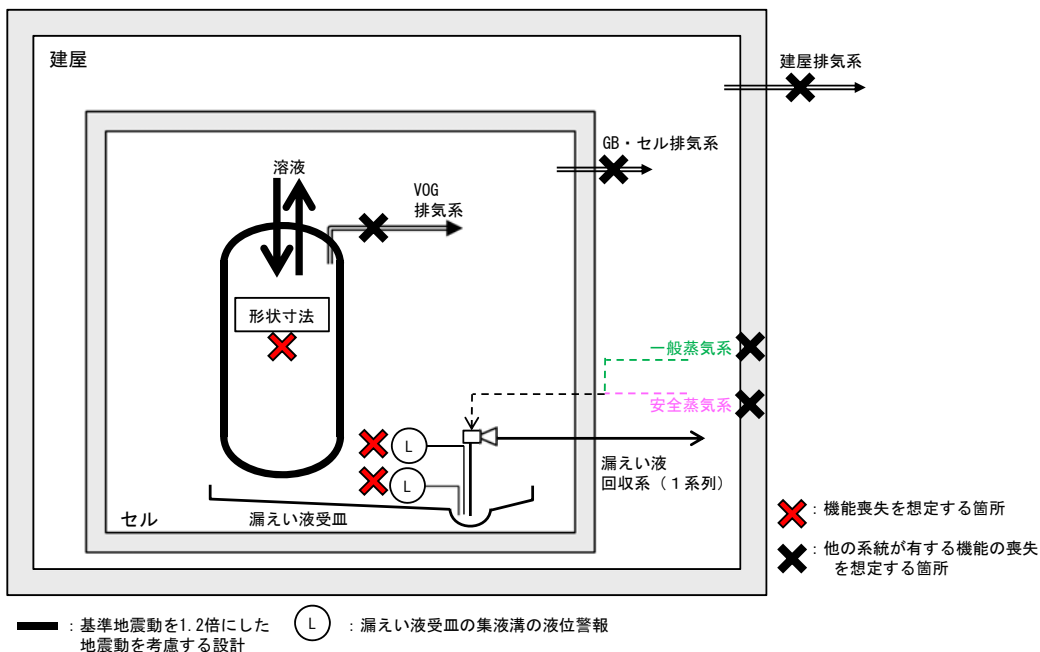 建屋
建屋排気系
GB・セル排気系
溶液
VOG
排気系
形状寸法
一般蒸気系
安全蒸気系
L
L
漏えい液
回収系（１系列）
セル
漏えい液受皿
：機能喪失を想定する箇所
：他の系統が有する機能の喪失
を想定する箇所
：基準地震動を1.2倍にした
地震動を考慮する設計
L
：漏えい液受皿の集液溝の液位警報